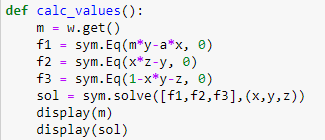 def calc_values():
    m = w.get()
    f1 = sym.Eq(m*y-a*x, 0)
    f2 = sym.Eq(x*z-y, 0)
    f3 = sym.Eq(1-x*y-z, 0)
    sol = sym.solve([f1,f2,f3],(x,y,z))
    display(m)
    display(sol)